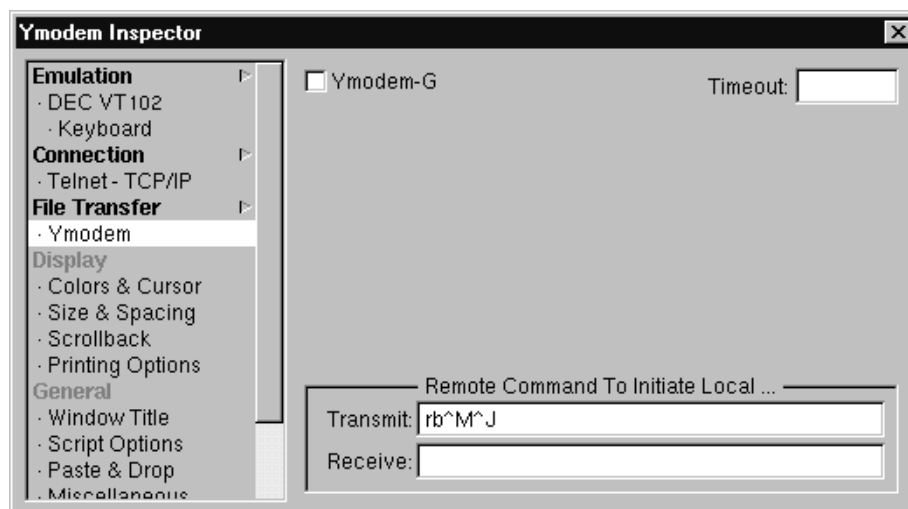 Ymodem Inspector
Emulation
· DEC VT102
· Keyboard
Connection
· Telnet - TCP/IP
File Transfer
· Ymodem
Display
· Colors & Cursor
· Size & Spacing
· Scrollback
· Printing Options
General
· Window Title
· Script Options
· Paste & Drop
· Miscellaneous
Ymodem-G
Timeout:
Remote Command To Initiate Local ...
Transmit: rb^M^J
Receive: